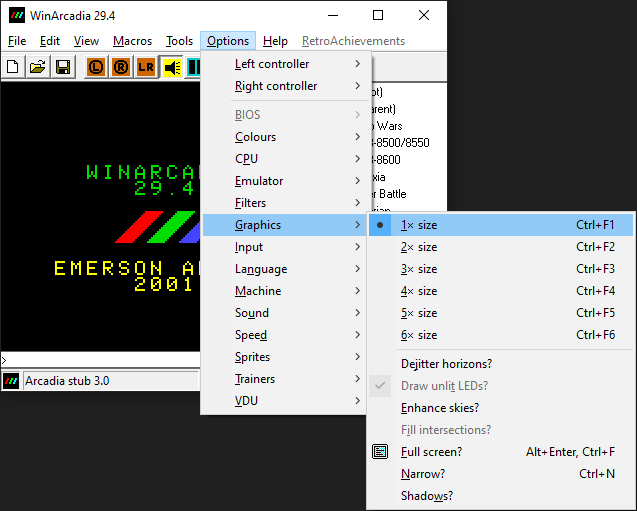 WinArcadia 29.4
File Edit View Macros Tools Options Help RetroAchievements
L R LR
WINARCA
29.4
EMERSON A
2001
>
Arcadia stub 3.0
Left controller >
Right controller >
BIOS >
Colours >
CPU >
Emulator >
Filters >
Graphics >
Input >
Language >
Machine >
Sound >
Speed >
Sprites >
Trainers >
VDU >
Wars
-8500/8550
-8600
Battle
1× size Ctrl+F1
2× size Ctrl+F2
3× size Ctrl+F3
4× size Ctrl+F4
5× size Ctrl+F5
6× size Ctrl+F6
Dejitter horizons?
Draw unlit LEDs?
Enhance skies?
Fill intersections?
Full screen? Alt+Enter, Ctrl+F
Narrow? Ctrl+N
Shadows?